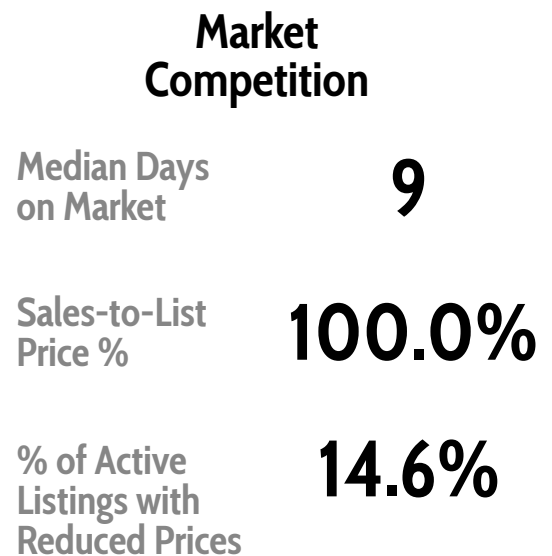 Market
Competition
Median Days
on Market
9
Sales-to-List
Price %
100.0%
% of Active
Listings with
Reduced Prices
14.6%